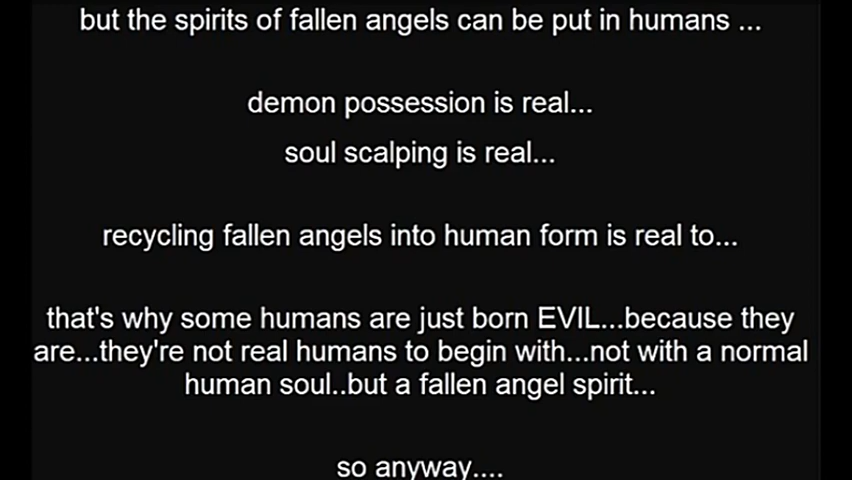 but the spirits of fallen angels can be put in humans ...
demon possession is real...
soul scalping is real...
recycling fallen angels into human form is real to...
that's why some humans are just born EVIL...because they
are...they're not real humans to begin with...not with a normal
human soul..but a fallen angel spirit...
so anyway....